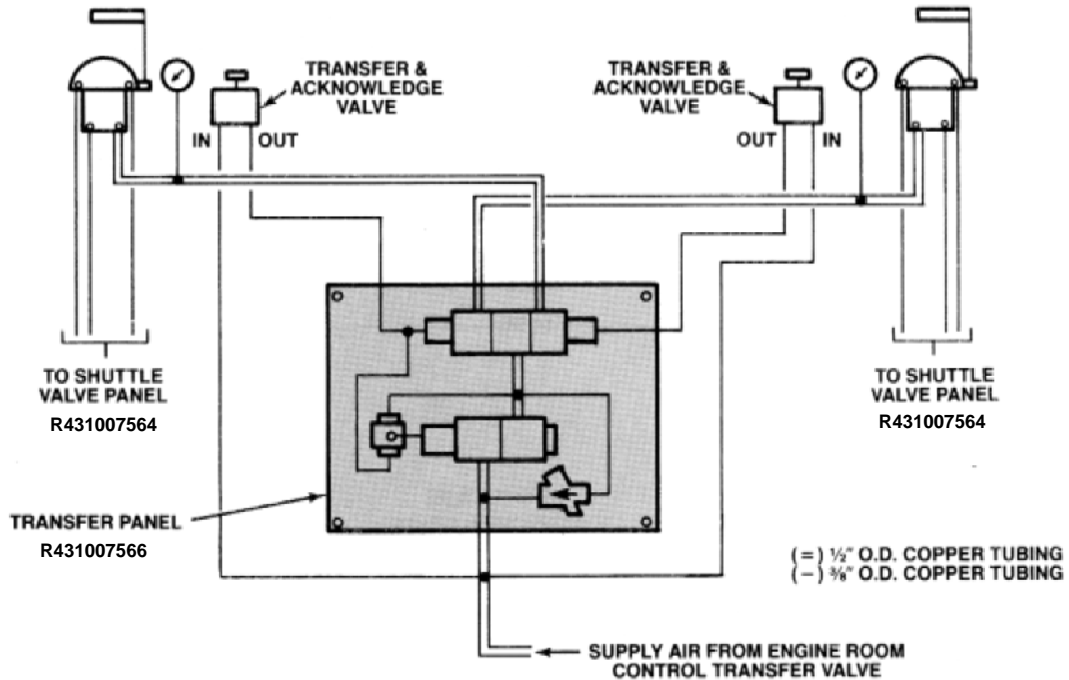 TRANSFER &
ACKNOWLEDGE
VALVE
TRANSFER &
ACKNOWLEDGE
VALVE
IN
OUT
OUT
IN
TO SHUTTLE
VALVE PANEL
R431007564
TO SHUTTLE
VALVE PANEL
R431007564
TRANSFER PANEL
R431007566
(=) ½" O.D. COPPER TUBING
(−) ⅜" O.D. COPPER TUBING
SUPPLY AIR FROM ENGINE ROOM
CONTROL TRANSFER VALVE